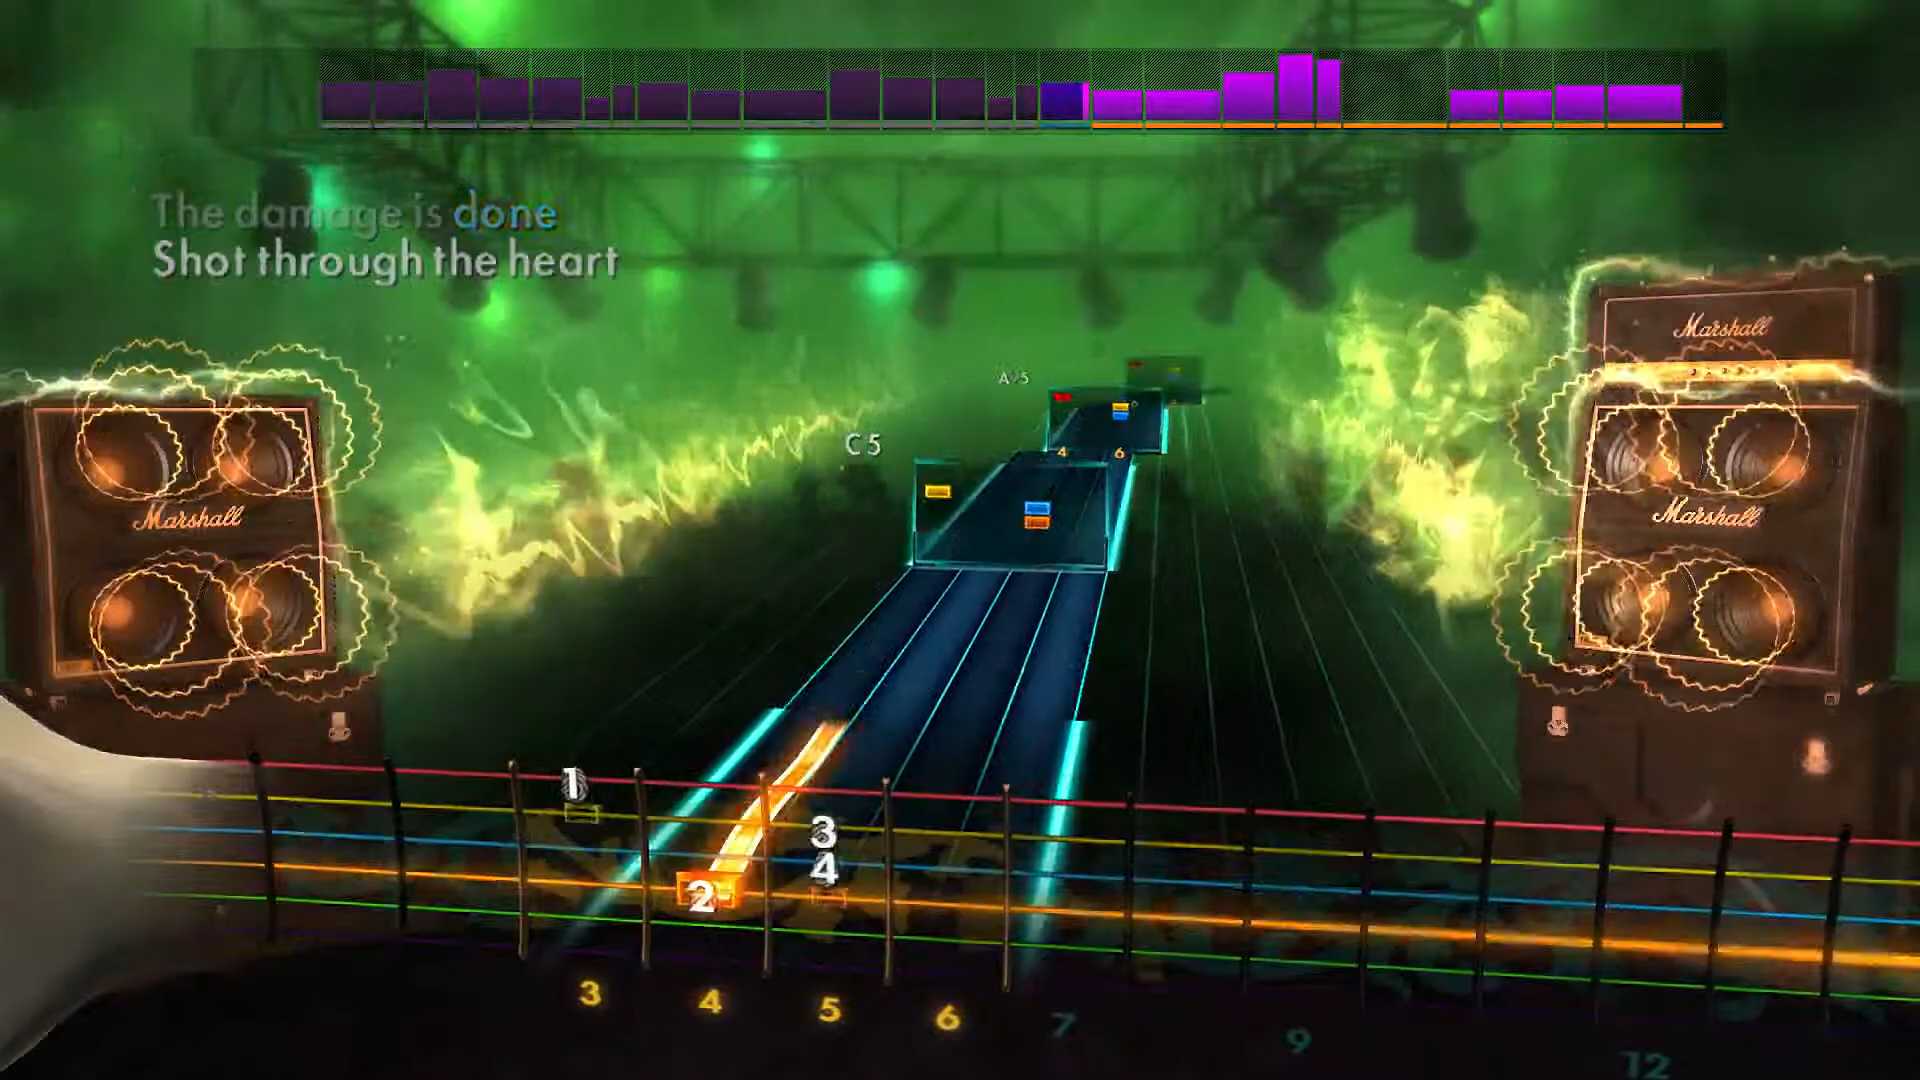 The damage is done
Shot through the heart
Marshall
A♭5
C5
4 6
Marshall
Marshall
1
3
4
2
3 4 5 6 7 9 12